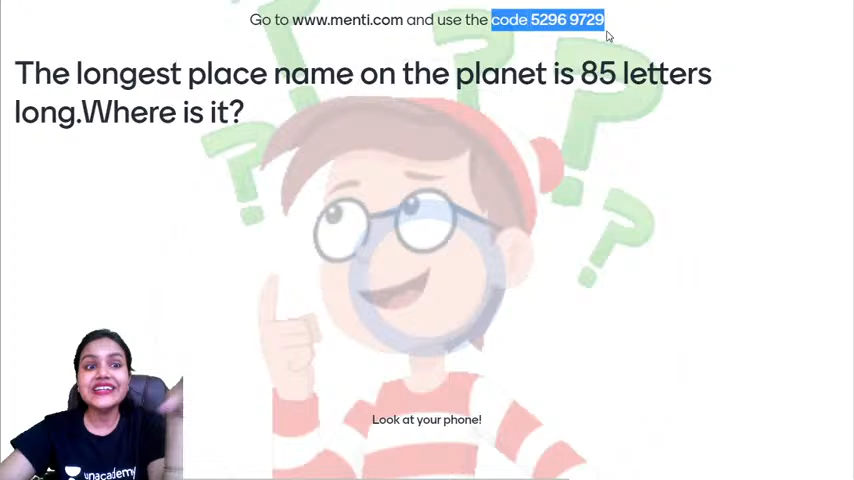 Go to www.menti.com and use the code 5296 9729
The longest place name on the planet is 85 letters
long.Where is it?
Look at your phone!
unacademy